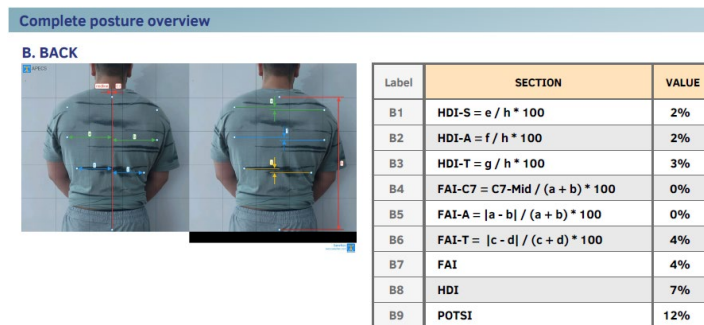 Complete posture overview
B. BACK
APECS
Label SECTION VALUE
B1 HDI-S = e / h * 100 2%
B2 HDI-A = f / h * 100 2%
B3 HDI-T = g / h * 100 3%
B4 FAI-C7 = C7-Mid / (a + b) * 100 0%
B5 FAI-A = |a - b| / (a + b) * 100 0%
B6 FAI-T = |c - d| / (c + d) * 100 4%
B7 FAI 4%
B8 HDI 7%
B9 POTSI 12%